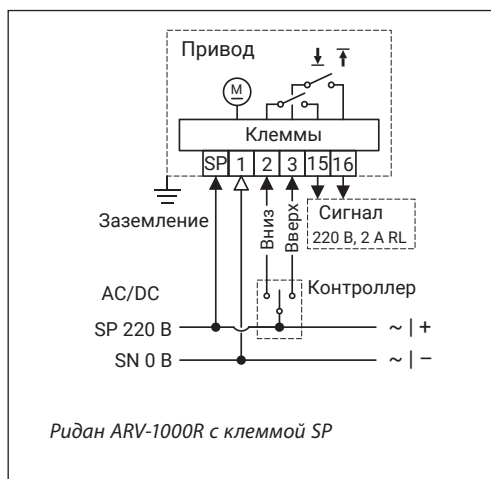 Привод
M
Клеммы
SP 1 2 3 15 16
Заземление
Вниз
Вверх
Сигнал
220 В, 2 А RL
AC/DC
Контроллер
SP 220 В
~ | +
SN 0 В
~ | −
Ридан ARV-1000R с клеммой SP